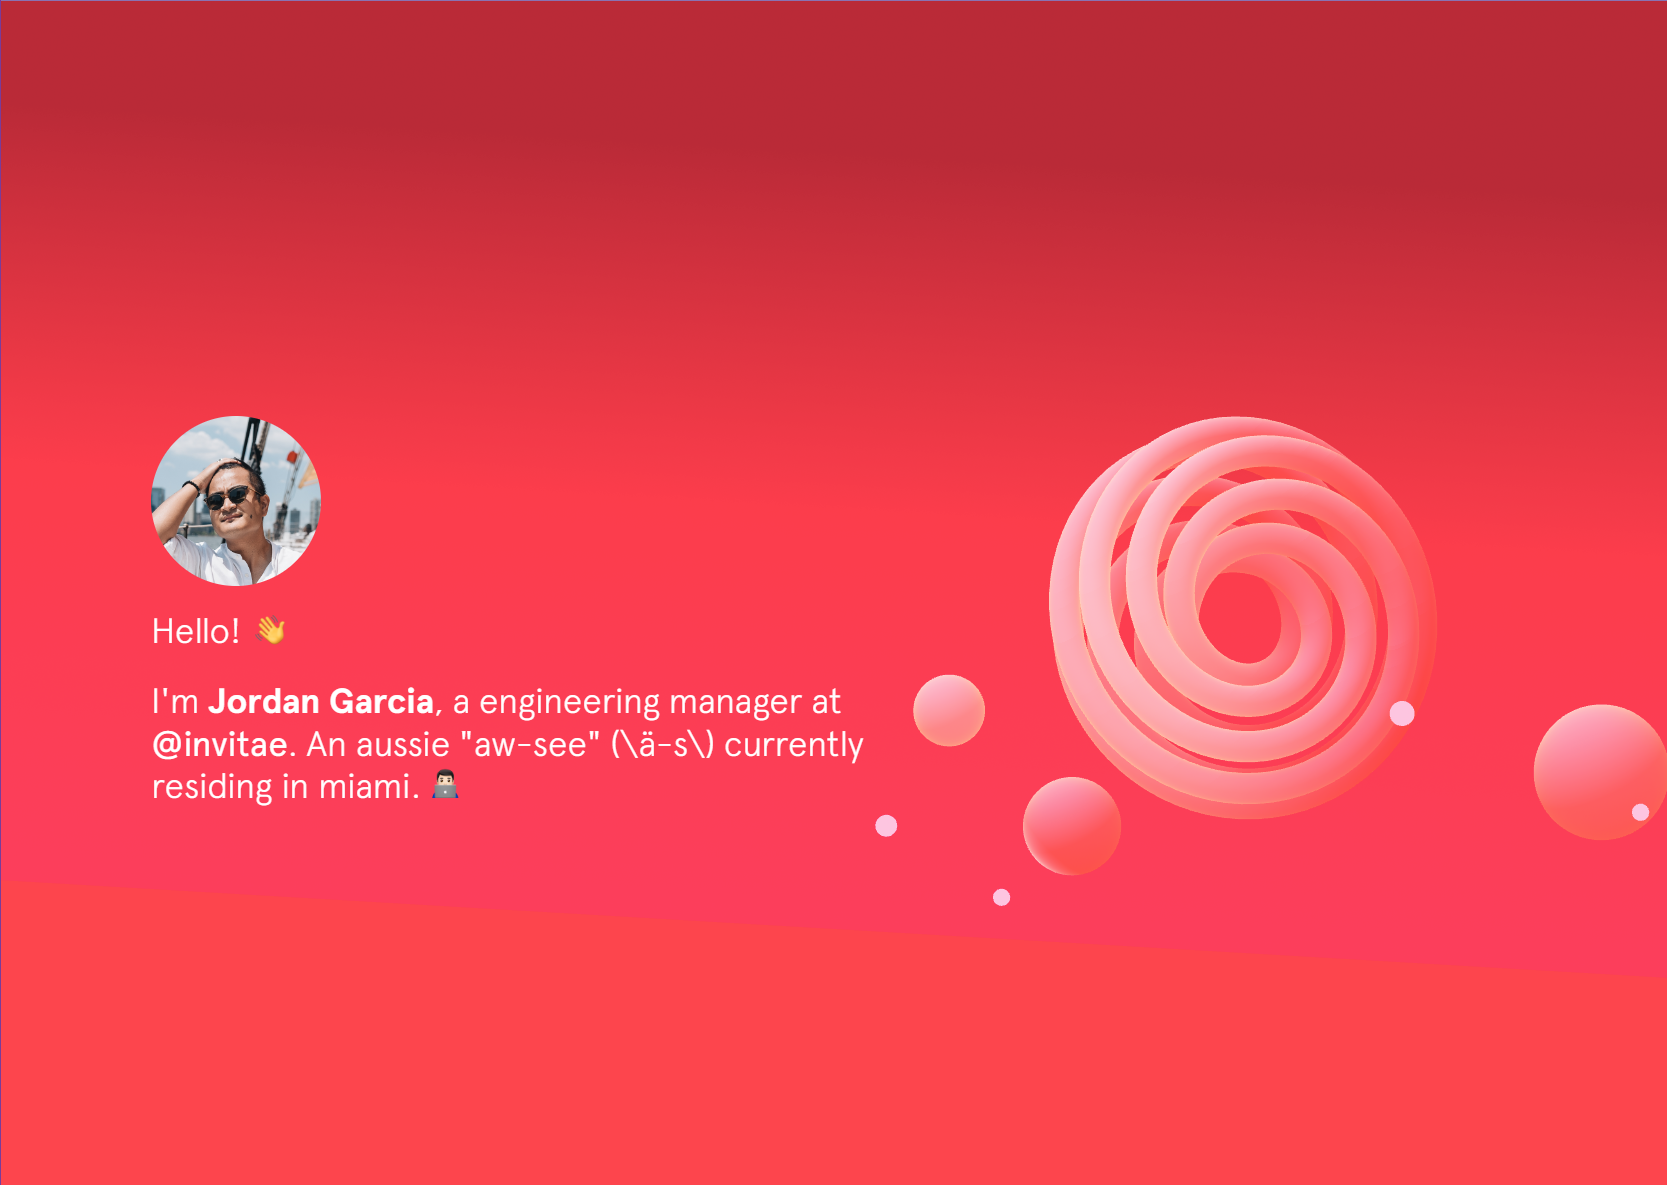 Hello! 👋
I'm Jordan Garcia, a engineering manager at
@invitae. An aussie "aw-see" (\ä-s\) currently
residing in miami. 👨🏻‍💻